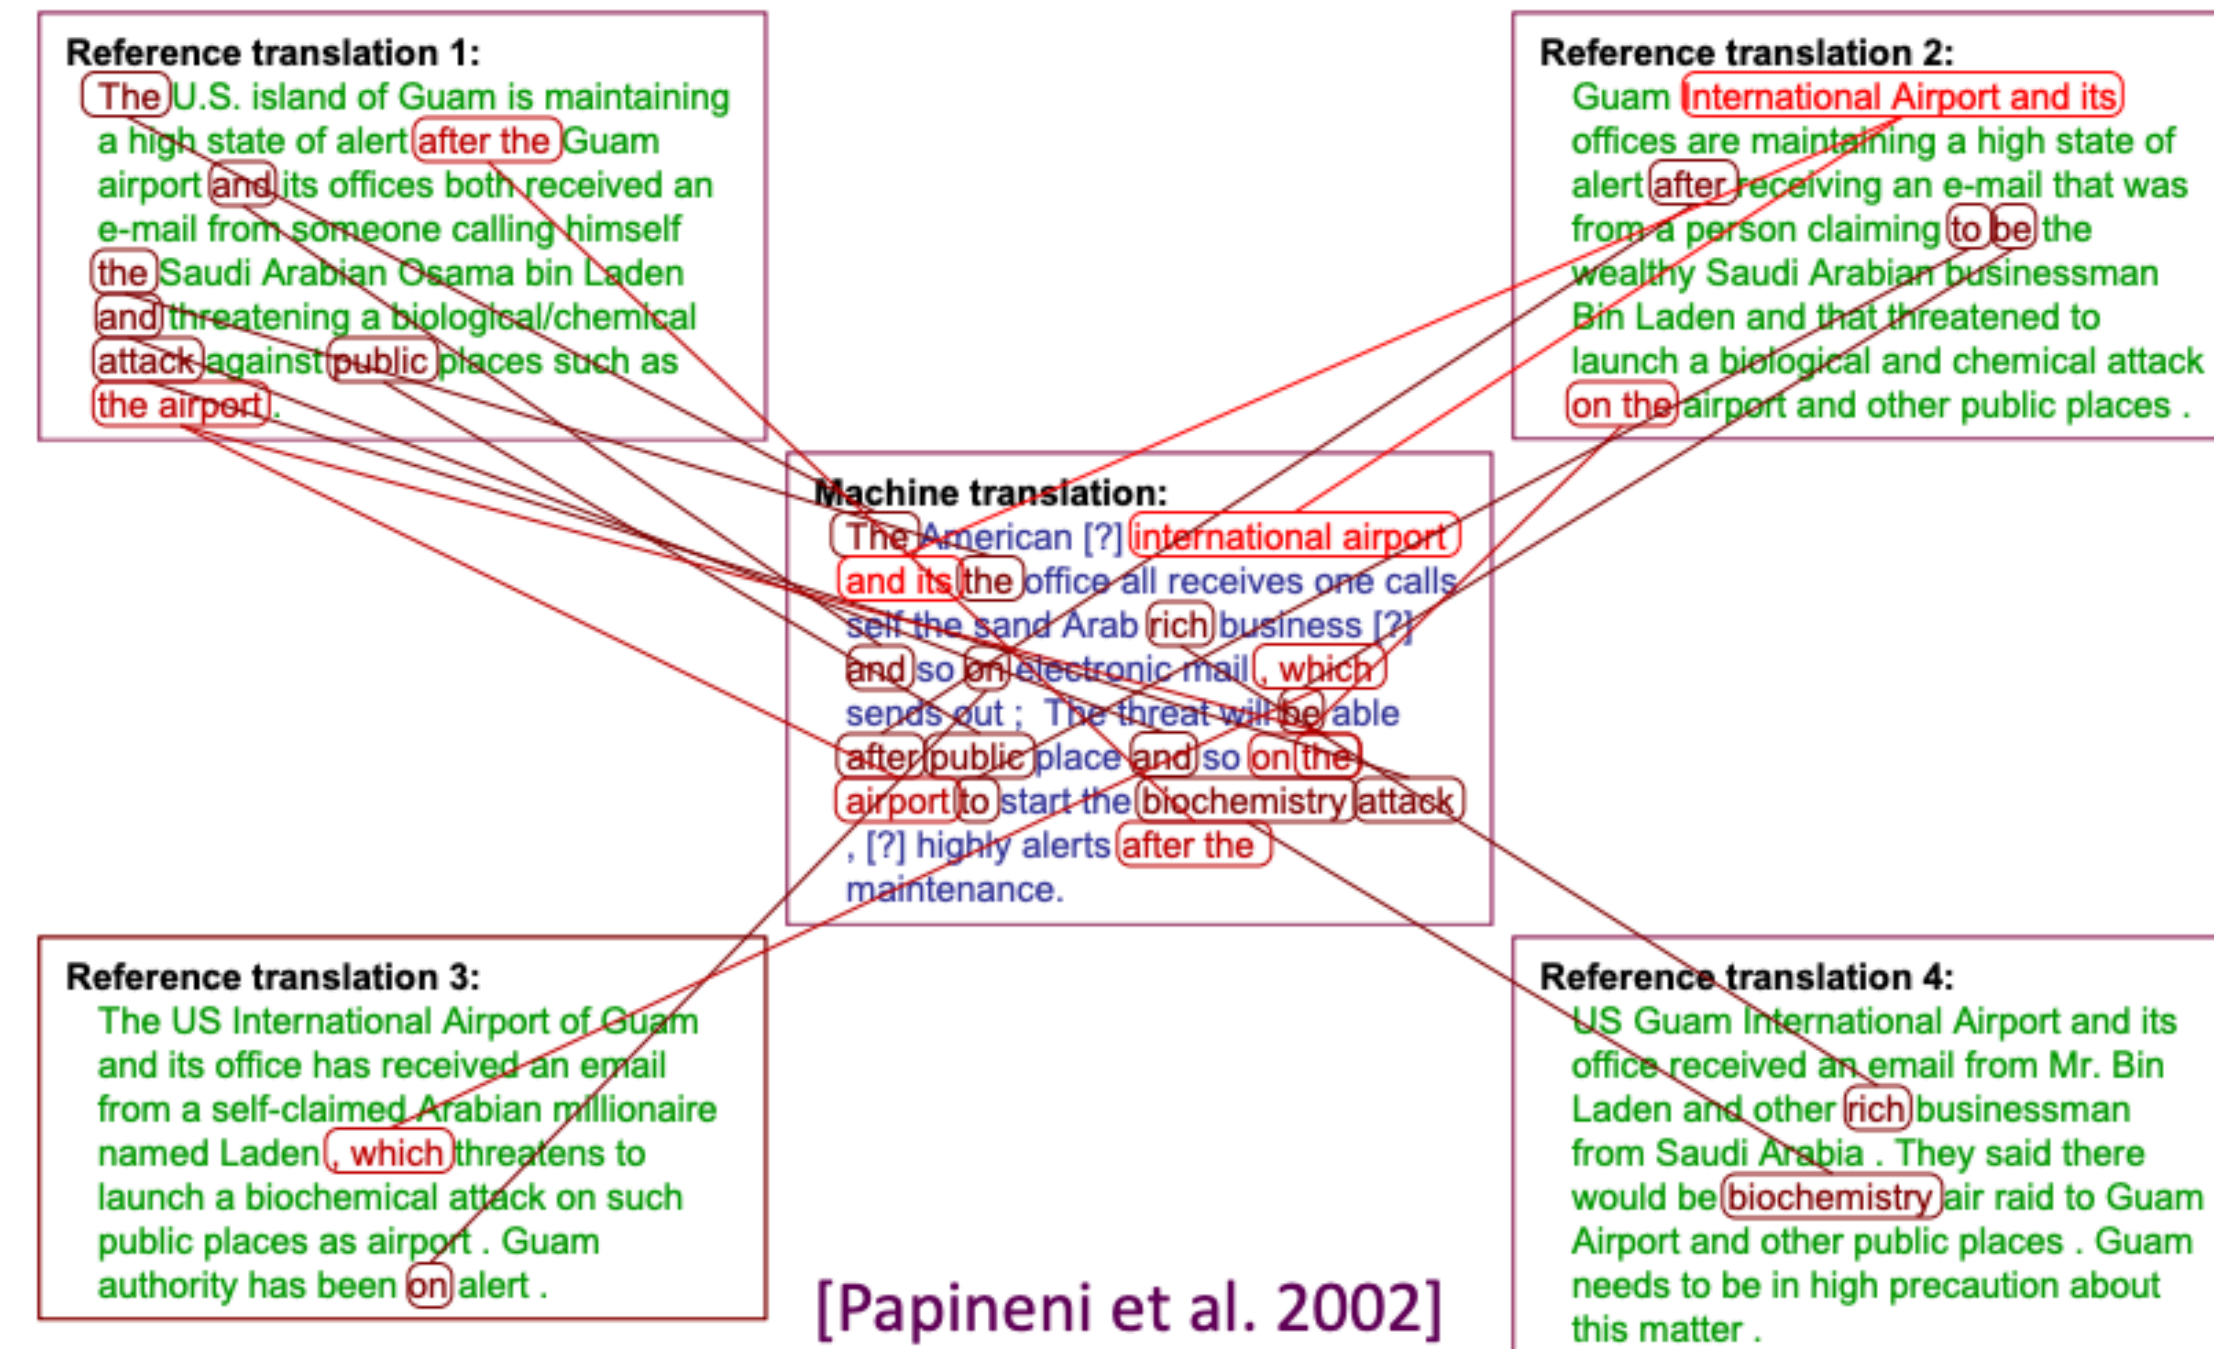 Reference translation 1:
The U.S. island of Guam is maintaining
a high state of alert after the Guam
airport and its offices both received an
e-mail from someone calling himself
the Saudi Arabian Osama bin Laden
and threatening a biological/chemical
attack against public places such as
the airport .
Reference translation 2:
Guam International Airport and its
offices are maintaining a high state of
alert after receiving an e-mail that was
from a person claiming to be the
wealthy Saudi Arabian businessman
Bin Laden and that threatened to
launch a biological and chemical attack
on the airport and other public places .
Machine translation:
The American [?] international airport
and its the office all receives one calls
self the sand Arab rich business [?]
and so on electronic mail , which
sends out ; The threat will be able
after public place and so on the
airport to start the biochemistry attack
, [?] highly alerts after the
maintenance.
Reference translation 3:
The US International Airport of Guam
and its office has received an email
from a self-claimed Arabian millionaire
named Laden , which threatens to
launch a biochemical attack on such
public places as airport . Guam
authority has been on alert .
Reference translation 4:
US Guam International Airport and its
office received an email from Mr. Bin
Laden and other rich businessman
from Saudi Arabia . They said there
would be biochemistry air raid to Guam
Airport and other public places . Guam
needs to be in high precaution about
this matter .
[Papineni et al. 2002]